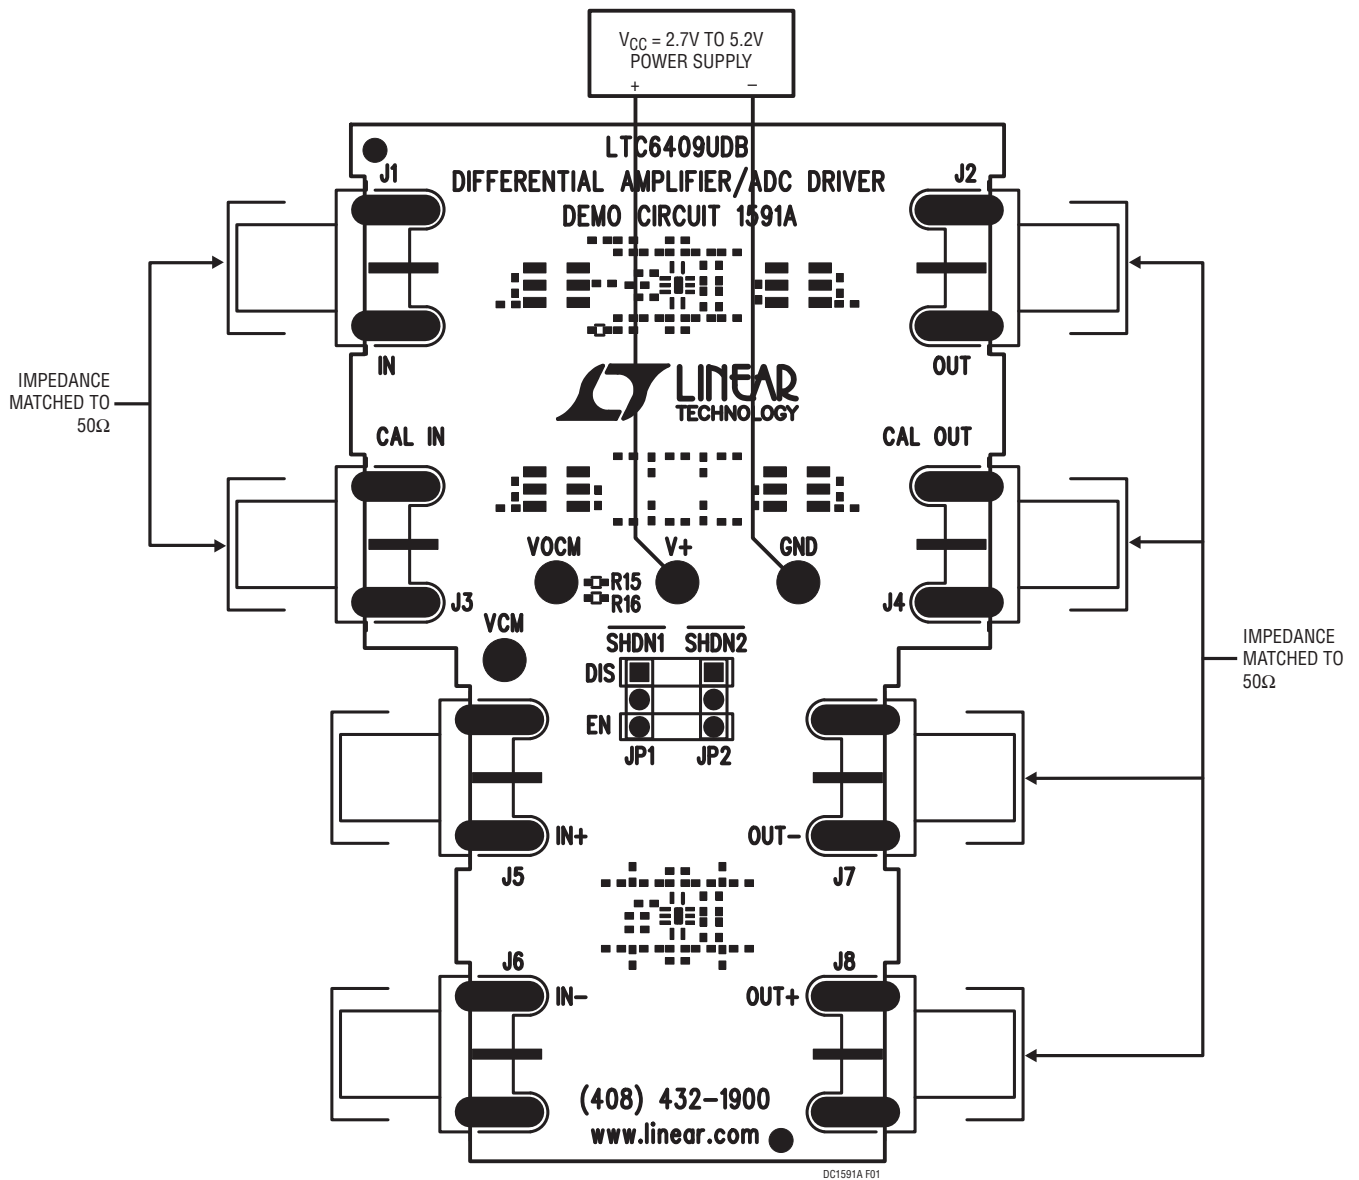 VCC = 2.7V TO 5.2V
POWER SUPPLY
+ −
LTC6409UDB
J1
J2
DIFFERENTIAL AMPLIFIER/ADC DRIVER
DEMO CIRCUIT 1591A
IN
OUT
LINEAR
TECHNOLOGY
IMPEDANCE
MATCHED TO
50Ω
CAL IN
CAL OUT
VOCM
V+
GND
R15
R16
J3
J4
VCM
SHDN1
SHDN2
DIS
EN
JP1
JP2
IMPEDANCE
MATCHED TO
50Ω
IN+
OUT-
J5
J7
J6
J8
IN-
OUT+
(408) 432-1900
www.linear.com
DC1591A F01